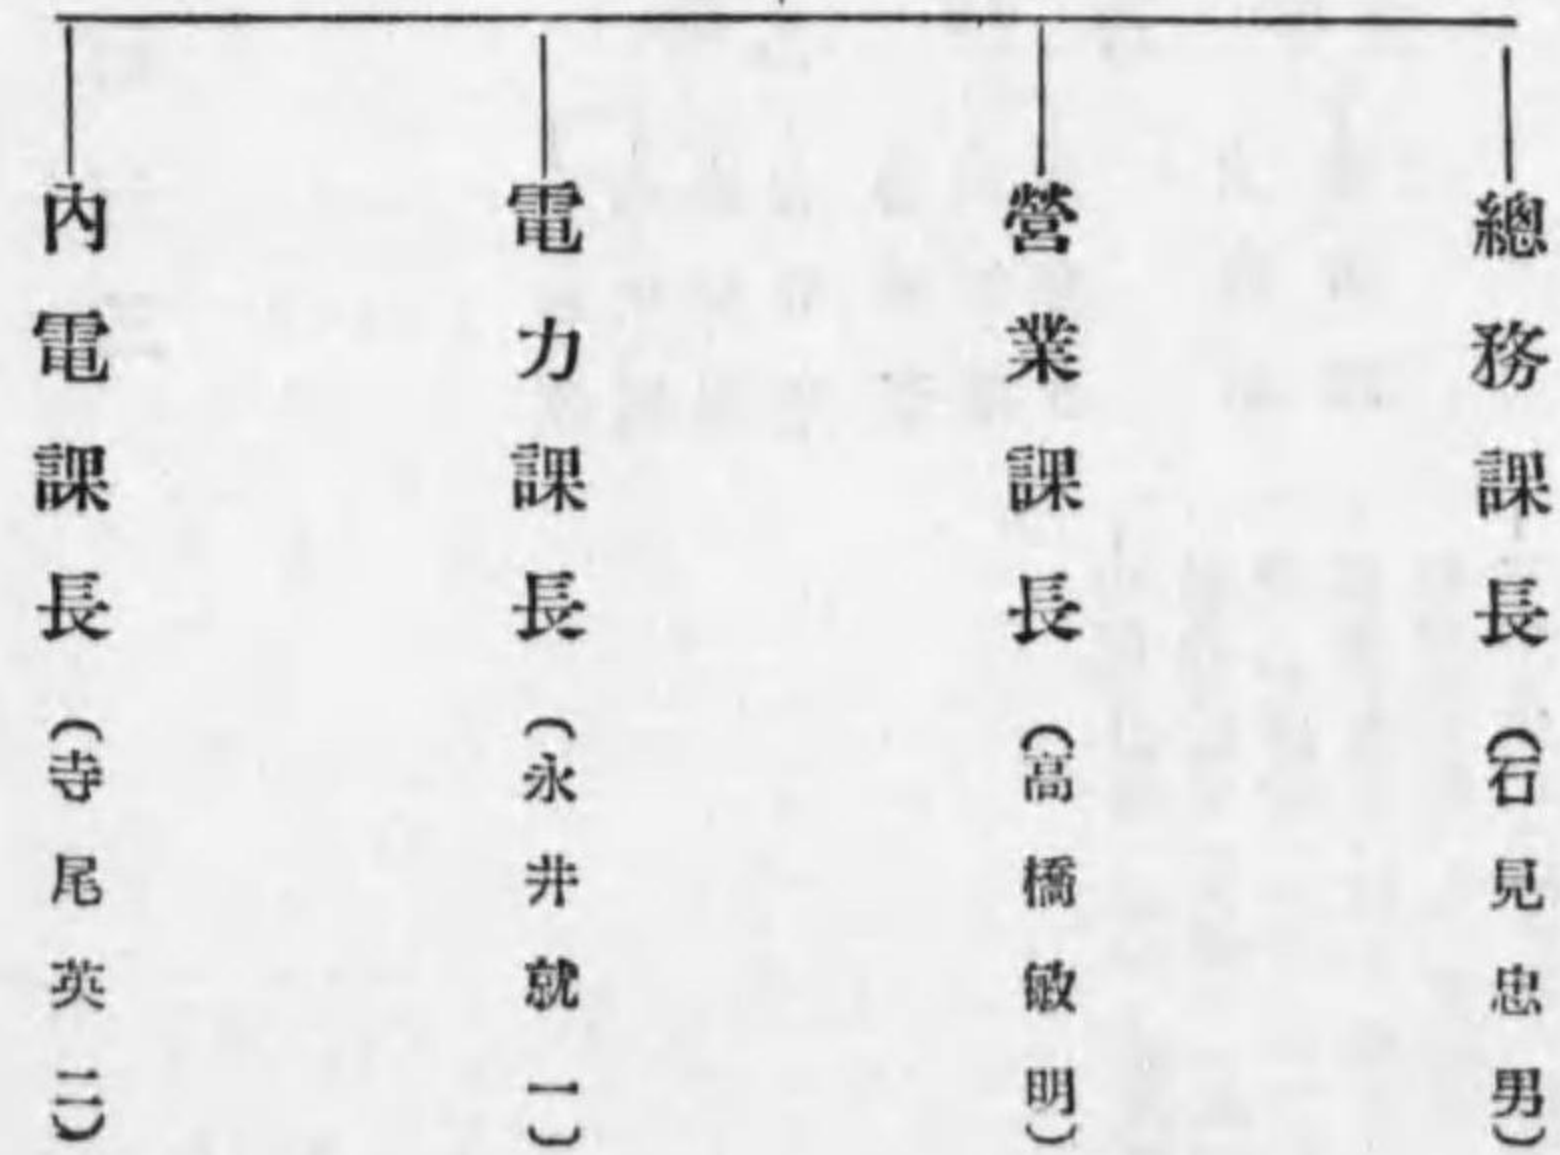 總務課長（石見忠男）
營業課長（高橋敏明）
電力課長（永井就一）
內電課長（寺尾英二）